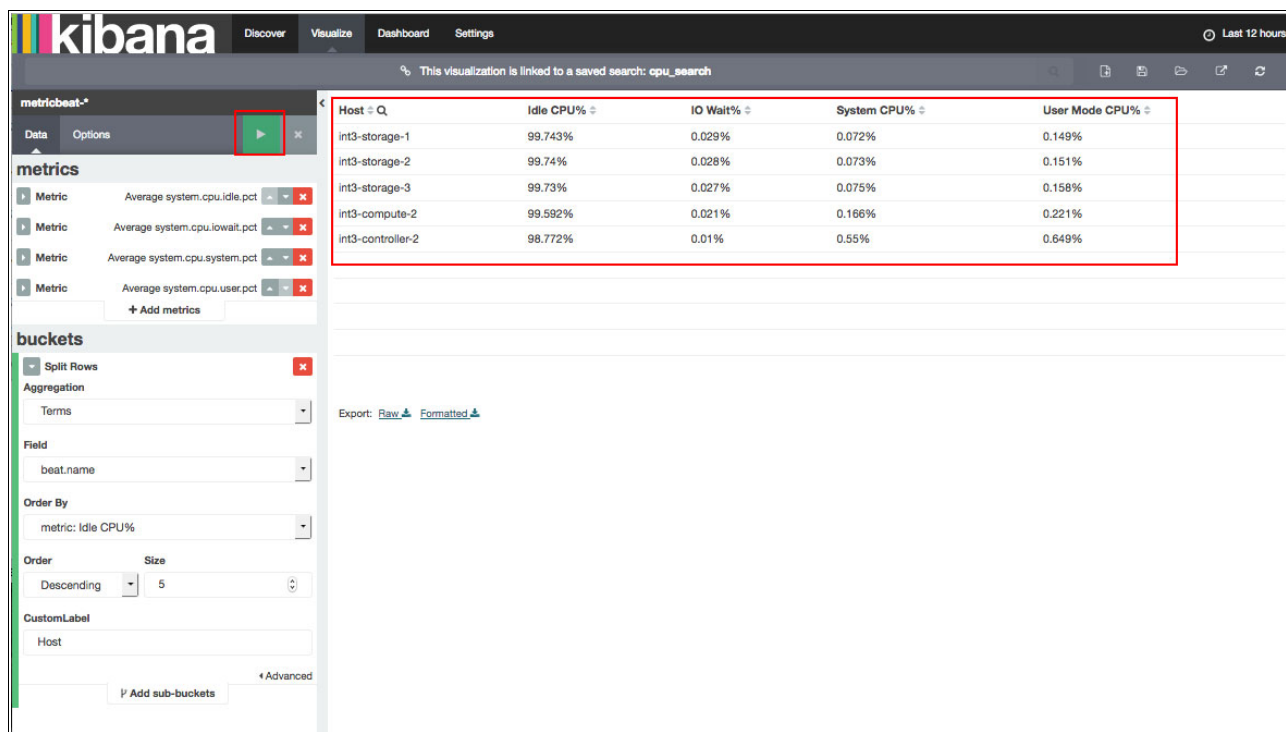 kibana Discover Visualize Dashboard Settings Last 12 hours
This visualization is linked to a saved search: cpu_search
metricbeat-*
Data Options
metrics
Metric Average system.cpu.idle.pct
Metric Average system.cpu.iowait.pct
Metric Average system.cpu.system.pct
Metric Average system.cpu.user.pct
+ Add metrics
buckets
Split Rows
Aggregation
Terms
Field
beat.name
Order By
metric: Idle CPU%
Order Size
Descending 5
CustomLabel
Host
Advanced
Add sub-buckets
Host Idle CPU% IO Wait% System CPU% User Mode CPU%
int3-storage-1 99.743% 0.029% 0.072% 0.149%
int3-storage-2 99.74% 0.028% 0.073% 0.151%
int3-storage-3 99.73% 0.027% 0.075% 0.158%
int3-compute-2 99.592% 0.021% 0.166% 0.221%
int3-controller-2 98.772% 0.01% 0.55% 0.649%
Export: Raw Formatted